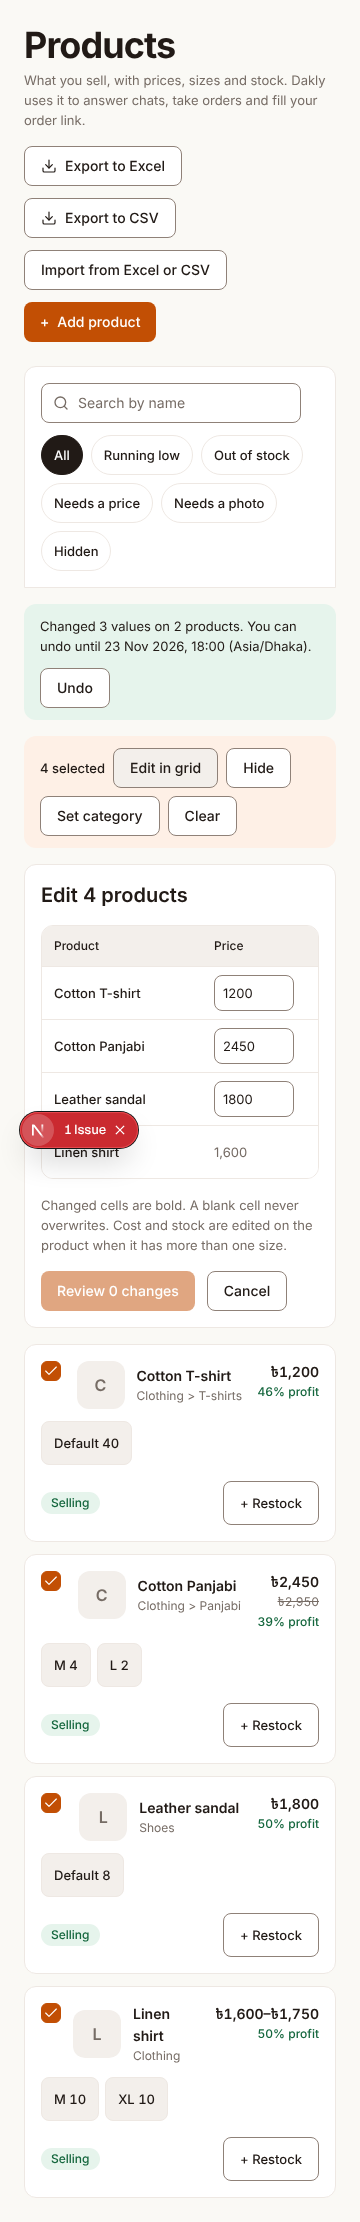 Products
What you sell, with prices, sizes and stock. Dakly
uses it to answer chats, take orders and fill your
order link.
Export to Excel
Export to CSV
Import from Excel or CSV
+ Add product
Search by name
All
Running low
Out of stock
Needs a price
Needs a photo
Hidden
Changed 3 values on 2 products. You can
undo until 23 Nov 2026, 18:00 (Asia/Dhaka).
Undo
4 selected
Edit in grid
Hide
Set category
Clear
Edit 4 products
Product Price
Cotton T-shirt 1200
Cotton Panjabi 2450
Leather sandal 1800
N 1 Issue
Linen shirt 1,600
Changed cells are bold. A blank cell never
overwrites. Cost and stock are edited on the
product when it has more than one size.
Review 0 changes
Cancel
C Cotton T-shirt ৳1,200
Clothing > T-shirts 46% profit
Default 40
Selling + Restock
C Cotton Panjabi ৳2,450
Clothing > Panjabi ৳2,950
39% profit
M 4 L 2
Selling + Restock
L Leather sandal ৳1,800
Shoes 50% profit
Default 8
Selling + Restock
L Linen ৳1,600–৳1,750
shirt 50% profit
Clothing
M 10 XL 10
Selling + Restock